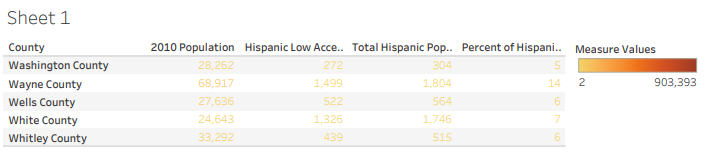 Sheet 1
County 2010 Population Hispanic Low Acce.. Total Hispanic Pop.. Percent of Hispani.. Measure Values
Washington County 28,262 272 304 5
2 903,393
Wayne County 68,917 1,499 1,804 14
Wells County 27,636 522 564 6
White County 24,643 1,326 1,746 7
Whitley County 33,292 439 515 6